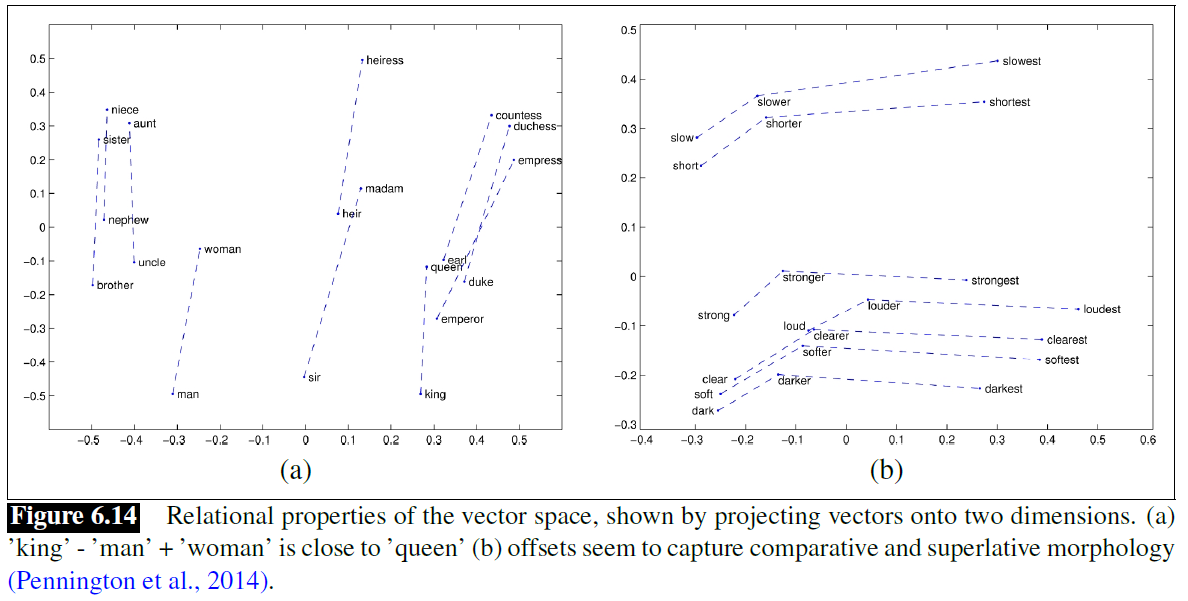 heiress
0.5
niece
0.4
aunt
countess
0.3
duchess
sister
empress
0.2
madam
0.1
nephew
heir
0
woman
−0.1
uncle
earl
queen
brother
duke
−0.2
emperor
−0.3
−0.4
sir
−0.5
man
king
−0.5 −0.4 −0.3 −0.2 −0.1 0 0.1 0.2 0.3 0.4 0.5
(a)
0.5
slowest
0.4
slower
shortest
0.3
shorter
slow
short
0.2
0.1
0
stronger
strongest
strong
louder
loudest
−0.1
loud
clearer
clearest
softer
softest
−0.2
clear
darker
soft
darkest
dark
−0.3
−0.4 −0.3 −0.2 −0.1 0 0.1 0.2 0.3 0.4 0.5 0.6
(b)
Figure 6.14 Relational properties of the vector space, shown by projecting vectors onto two dimensions. (a)
’king’ - ’man’ + ’woman’ is close to ’queen’ (b) offsets seem to capture comparative and superlative morphology
(Pennington et al., 2014).